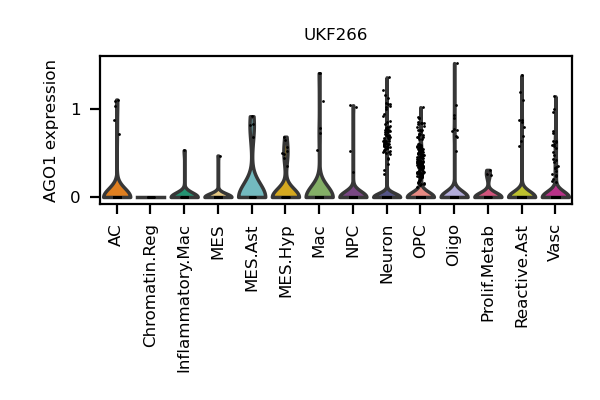 UKF266
AGO1 expression
1
0
AC
Chromatin.Reg
Inflammatory.Mac
MES
MES.Ast
MES.Hyp
Mac
NPC
Neuron
OPC
Oligo
Prolif.Metab
Reactive.Ast
Vasc